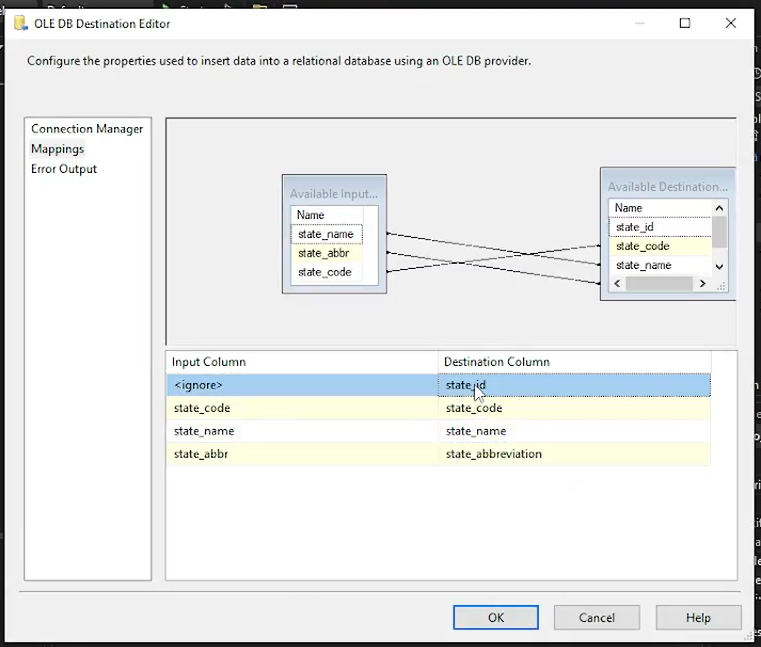 OLE DB Destination Editor
Configure the properties used to insert data into a relational database using an OLE DB provider.
Connection Manager
Mappings
Error Output
Available Input...
Name
state_name
state_abbr
state_code
Available Destination...
Name
state_id
state_code
state_name
Input Column Destination Column
<ignore> state_id
state_code state_code
state_name state_name
state_abbr state_abbreviation
OK Cancel Help